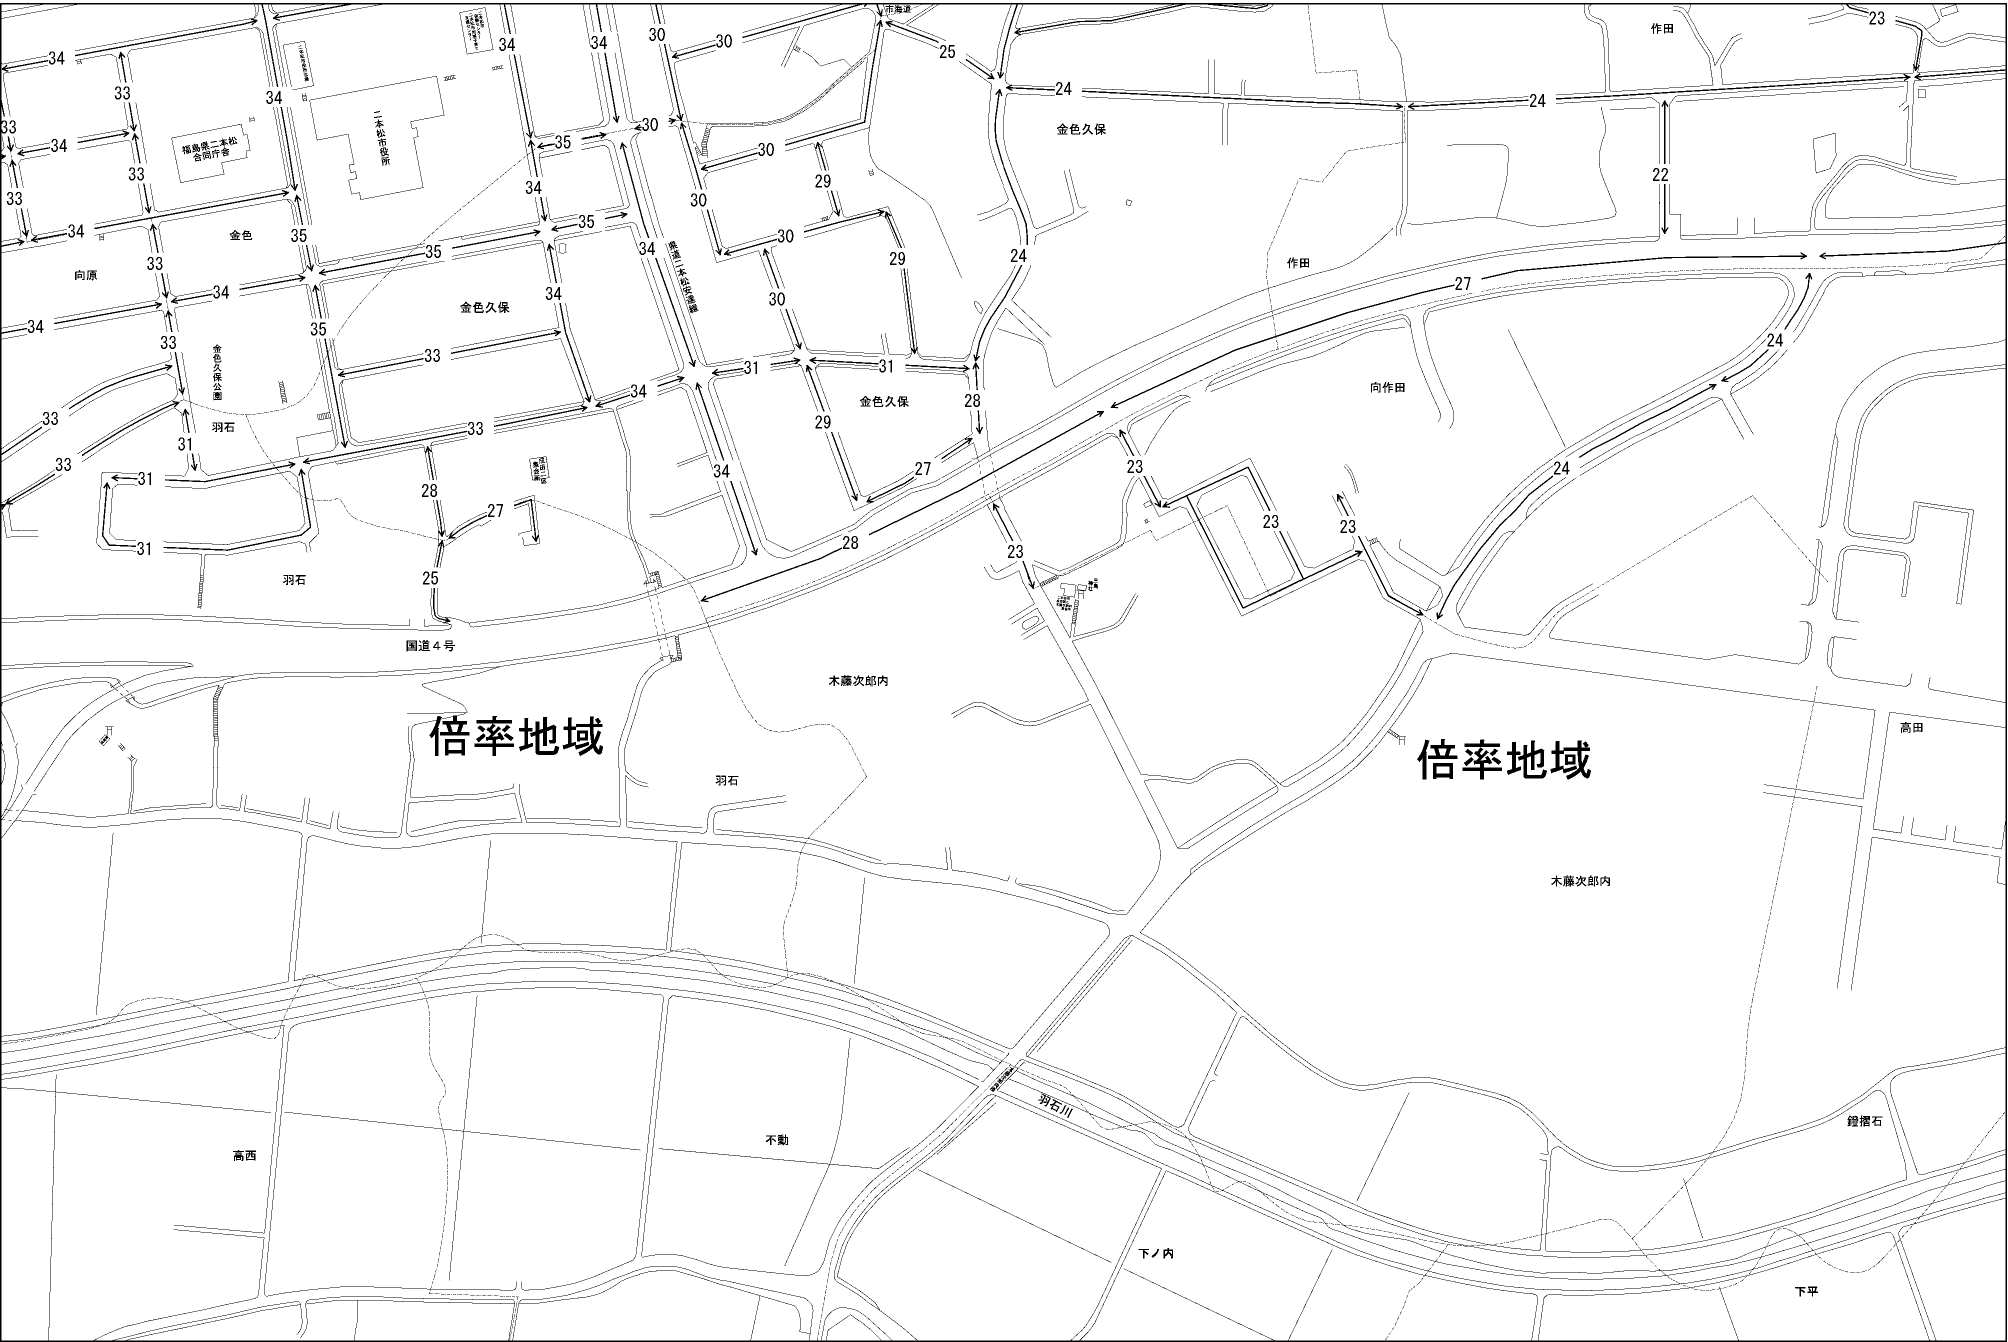 市海道
23
作田
34
30
34
34
30
25
33
34
24
24
33
二本松市役所
30
金色久保
34
福島県二本松
合同庁舎
35
30
33
22
33
34
29
30
34
金色
35
35
34
35
30
県道二本松安達線
24
向原
33
29
作田
34
34
30
27
34
金色久保
35
33
33
金色久保公園
31
31
24
33
34
28
金色久保
向作田
羽石
33
31
29
33
34
27
23
24
31
28
27
23
23
31
28
23
25
羽石
国道４号
木藤次郎内
倍率地域
高田
倍率地域
羽石
木藤次郎内
羽石川
鐙摺石
高西
不動
下ノ内
下平